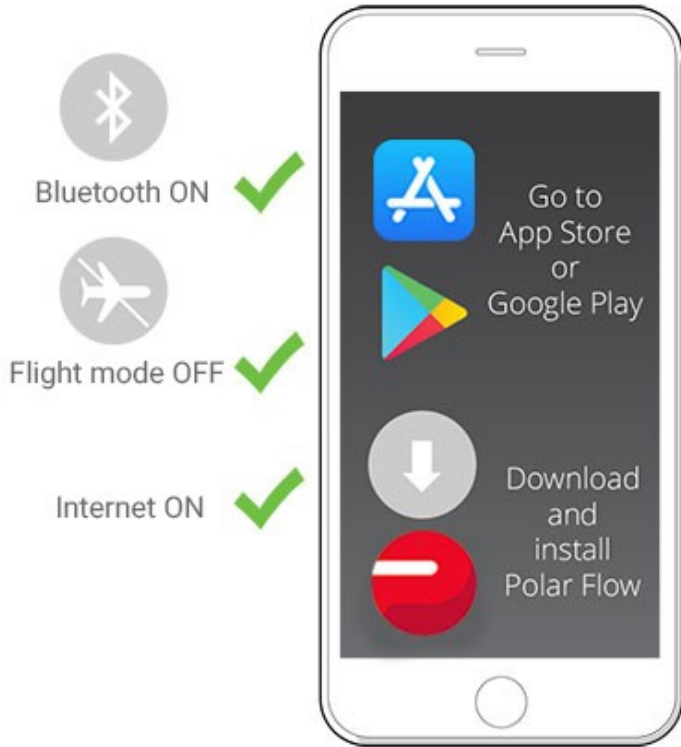 Bluetooth ON
Flight mode OFF
Internet ON
Go to
App Store
or
Google Play
Download
and
install
Polar Flow